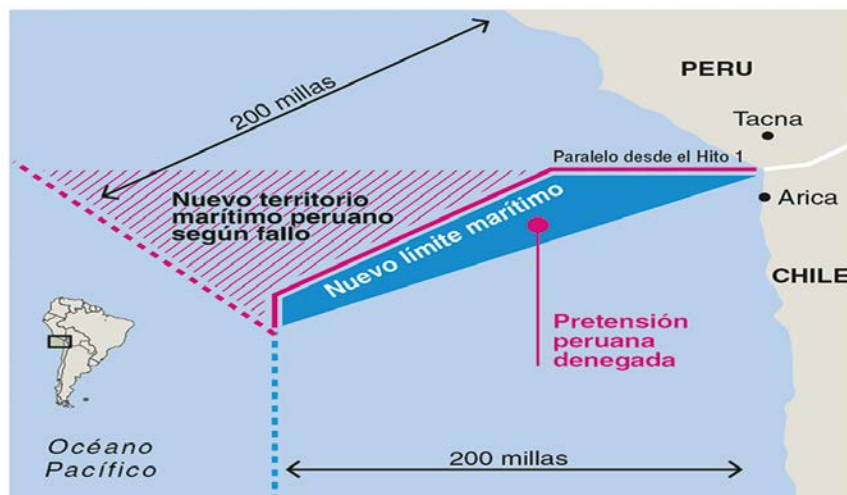 200 millas
PERU
Tacna
Paralelo desde el Hito 1
Arica
Nuevo territorio
marítimo peruano
según fallo
Nuevo límite marítimo
CHILE
Pretensión
peruana
denegada
Océano
Pacífico
200 millas